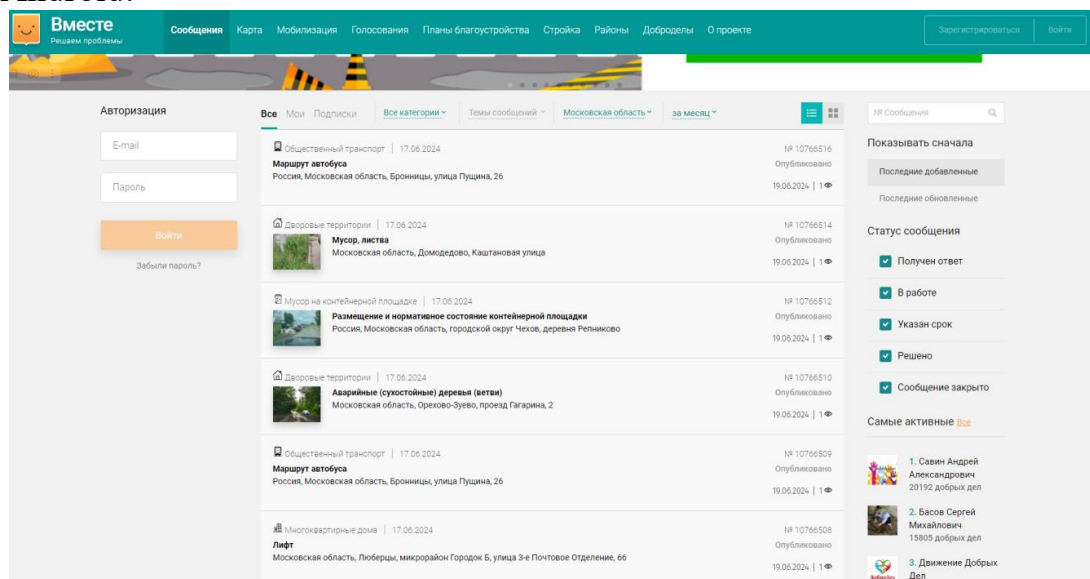 Вместе
Решаем проблемы
Сообщения Карта Мобилизация Голосования Планы благоустройства Стройка Районы Доброделы О проекте
Зарегистрироваться Войти
Авторизация
E-mail
Пароль
Войти
Забыли пароль?
Все Мои Подписки Все категории Темы сообщений Московская область за месяц
Общественный транспорт | 17.06.2024 № 10766516
Маршрут автобуса Опубликовано
Россия, Московская область, Бронницы, улица Пущина, 26
19.06.2024 | 1
Дворовые территории | 17.06.2024 № 10766514
Мусор, листва Опубликовано
Московская область, Домодедово, Каштановая улица
19.06.2024 | 1
Мусор на контейнерной площадке | 17.06.2024 № 10766512
Размещение и нормативное состояние контейнерной площадки Опубликовано
Россия, Московская область, городской округ Чехов, деревня Репниково
19.06.2024 | 1
Дворовые территории | 17.06.2024 № 10766510
Аварийные (сухостойные) деревья (ветви) Опубликовано
Московская область, Орехово-Зуево, проезд Гагарина, 2
19.06.2024 | 1
Общественный транспорт | 17.06.2024 № 10766509
Маршрут автобуса Опубликовано
Россия, Московская область, Бронницы, улица Пущина, 26
19.06.2024 | 1
Многоквартирные дома | 17.06.2024 № 10766508
Лифт Опубликовано
Московская область, Люберцы, микрорайон Городок Б, улица 3-е Почтовое Отделение, 66
19.06.2024 | 1
№ Сообщения
Показывать сначала
Последние добавленные
Последние обновленные
Статус сообщения
Получен ответ
В работе
Указан срок
Решено
Сообщение закрыто
Самые активные Все
1. Савин Андрей
Александрович
20192 добрых дел
2. Басов Сергей
Михайлович
15805 добрых дел
3. Движение Добрых
Дел